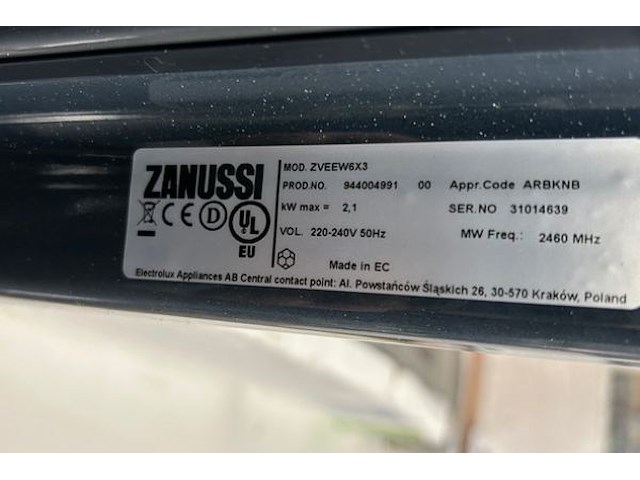 ZANUSSI
MOD. ZVEEW6X3
PROD.NO. 944004991 00 Appr.Code ARBKNB
kW max = 2,1 SER.NO 31014639
VOL. 220-240V 50Hz MW Freq.: 2460 MHz
CE D UL
EU
Made in EC
Electrolux Appliances AB Central contact point: Al. Powstańców Śląskich 26, 30-570 Kraków, Poland